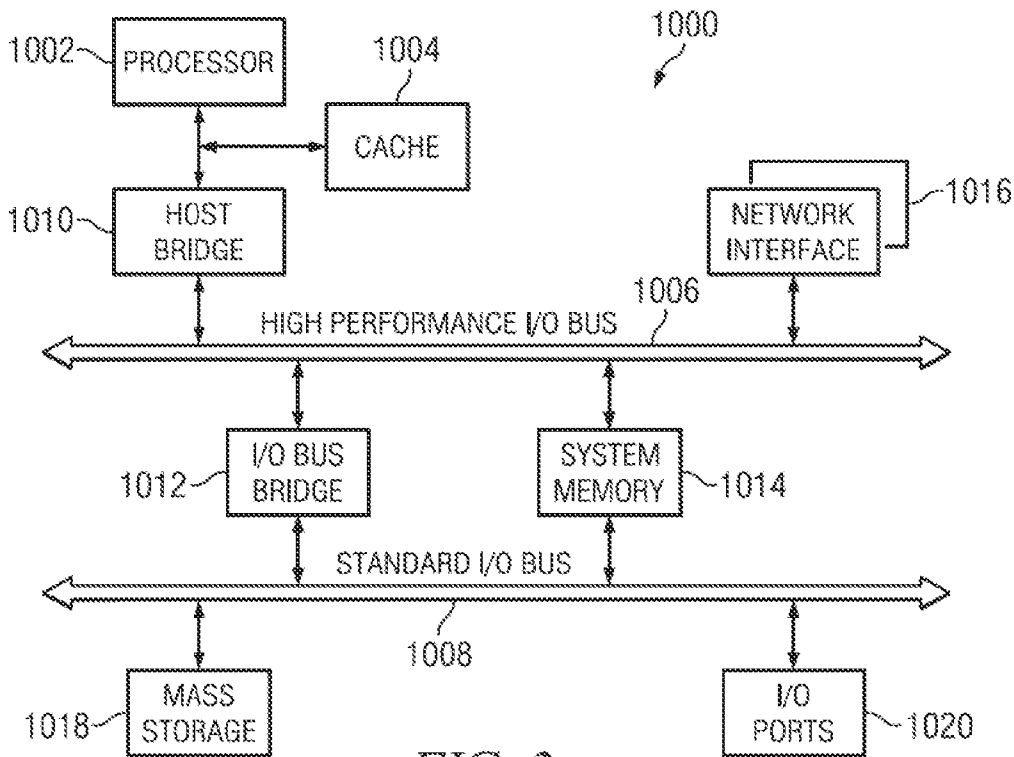 1002
PROCESSOR
1004
CACHE
1000
1010
HOST
BRIDGE
NETWORK
INTERFACE
1016
HIGH PERFORMANCE I/O BUS
1006
1012
I/O BUS
BRIDGE
SYSTEM
MEMORY
1014
STANDARD I/O BUS
1008
1018
MASS
STORAGE
I/O
PORTS
1020